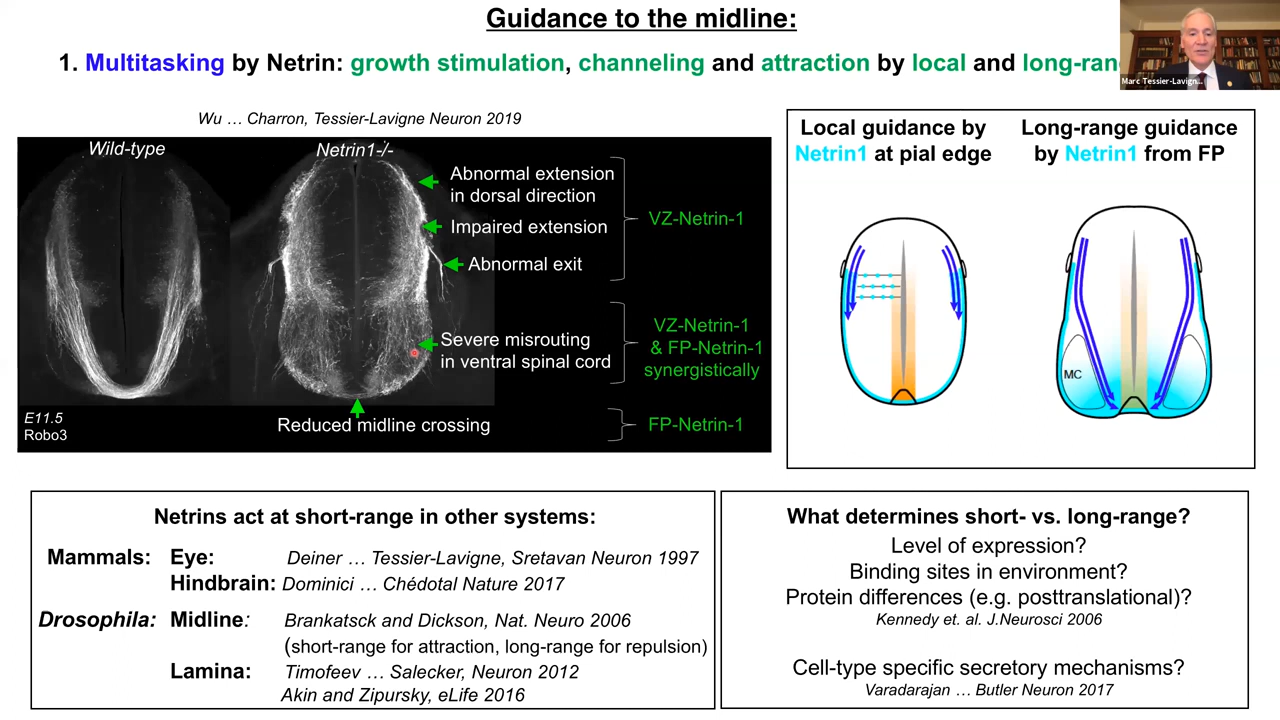 Guidance to the midline:
1. Multitasking by Netrin: growth stimulation, channeling and attraction by local and
Marc Tessier-Lavign...
Wu … Charron, Tessier-Lavigne Neuron 2019
Wild-type
Netrin1-/-
Abnormal extension
in dorsal direction
Impaired extension
Abnormal exit
VZ-Netrin-1
Severe misrouting
in ventral spinal cord
VZ-Netrin-1
& FP-Netrin-1
synergistically
E11.5
Robo3
Reduced midline crossing
FP-Netrin-1
Local guidance by
Netrin1 at pial edge
Long-range guidance
by Netrin1 from FP
MC
Netrins act at short-range in other systems:
Mammals: Eye: Deiner … Tessier-Lavigne, Sretavan Neuron 1997
Hindbrain: Dominici … Chédotal Nature 2017
Drosophila: Midline: Brankatsck and Dickson, Nat. Neuro 2006
(short-range for attraction, long-range for repulsion)
Lamina: Timofeev … Salecker, Neuron 2012
Akin and Zipursky, eLife 2016
What determines short- vs. long-range?
Level of expression?
Binding sites in environment?
Protein differences (e.g. posttranslational)?
Kennedy et. al. J.Neurosci 2006
Cell-type specific secretory mechanisms?
Varadarajan … Butler Neuron 2017